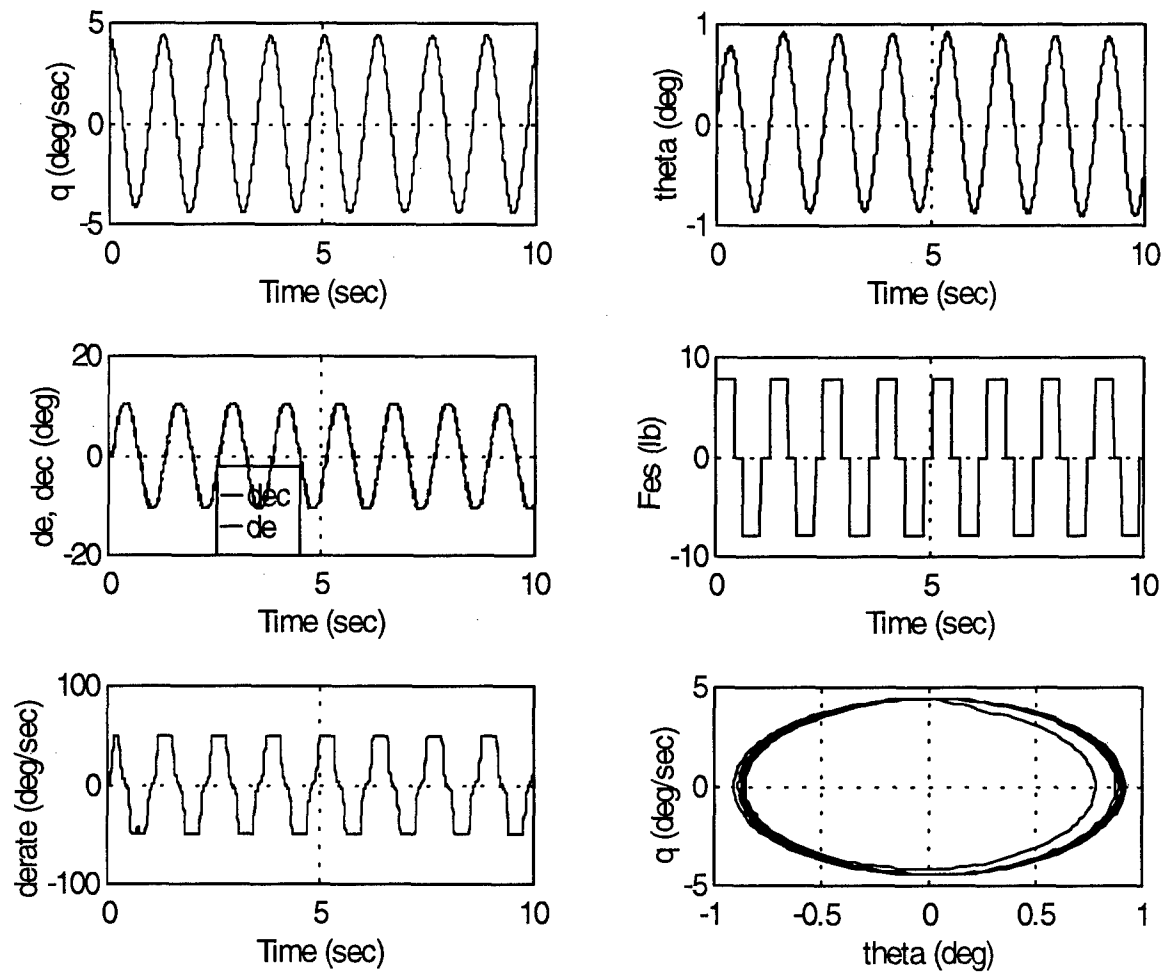 5
0
-5
q (deg/sec)
0
5
10
Time (sec)
1
0
-1
theta (deg)
0
5
10
Time (sec)
20
0
-20
de, dec (deg)
dec
de
0
5
10
Time (sec)
10
0
-10
Fes (lb)
0
5
10
Time (sec)
100
0
-100
derate (deg/sec)
0
5
10
Time (sec)
5
0
-5
q (deg/sec)
-1
-0.5
0
0.5
1
theta (deg)